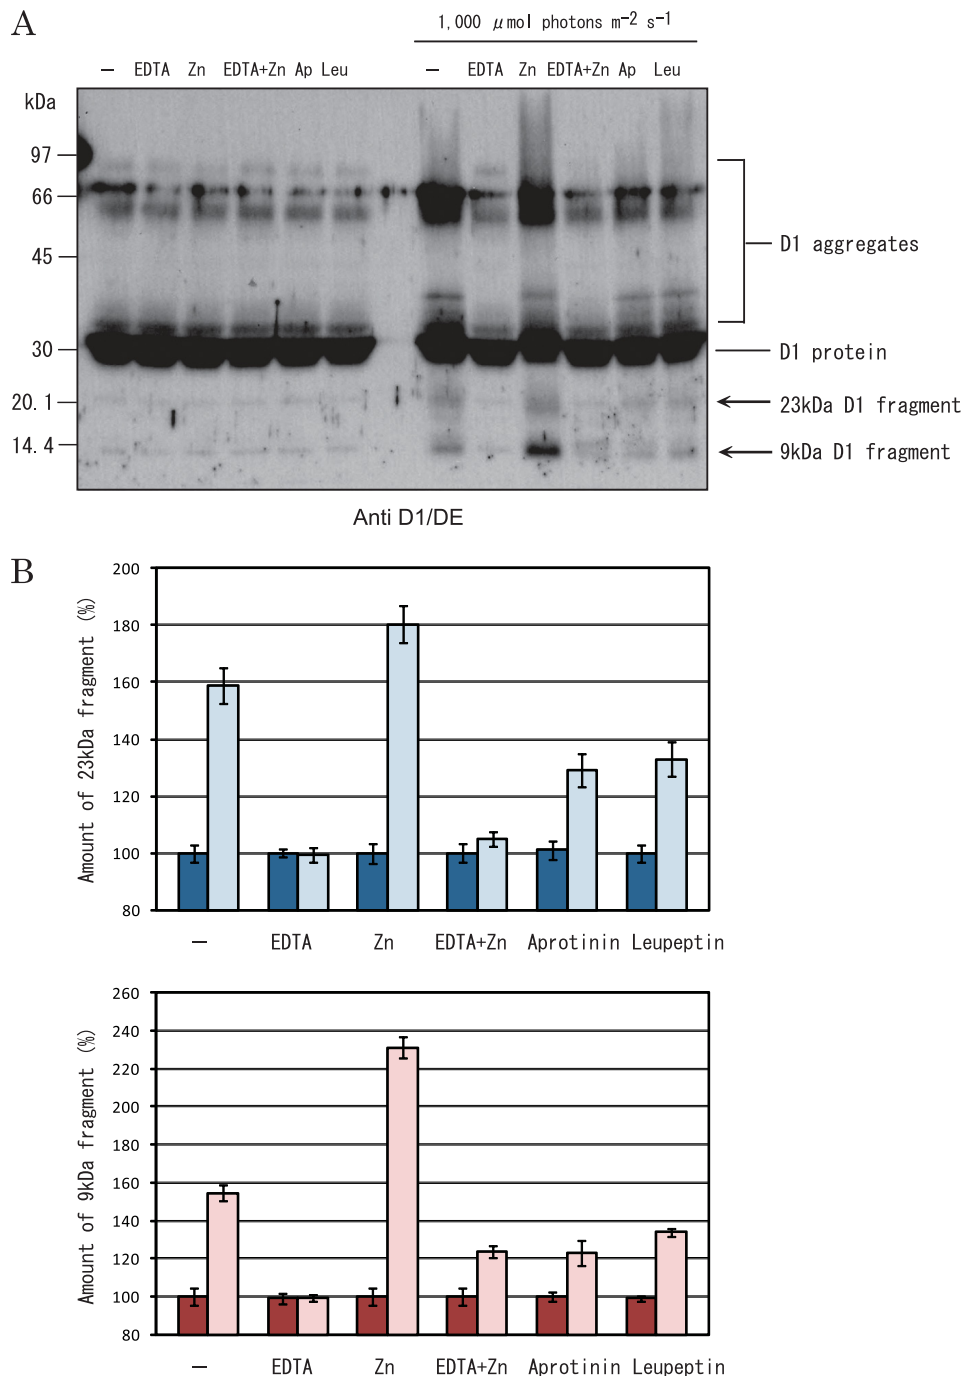 A
1,000 μmol photons m⁻² s⁻¹
— EDTA Zn EDTA+Zn Ap Leu — EDTA Zn EDTA+Zn Ap Leu
kDa
97
66
45
30
20.1
14.4
D1 aggregates
D1 protein
23kDa D1 fragment
9kDa D1 fragment
Anti D1/DE
B
Amount of 23kDa fragment (%)
200
180
160
140
120
100
80
— EDTA Zn EDTA+Zn Aprotinin Leupeptin
Amount of 9kDa fragment (%)
260
240
220
200
180
160
140
120
100
80
— EDTA Zn EDTA+Zn Aprotinin Leupeptin